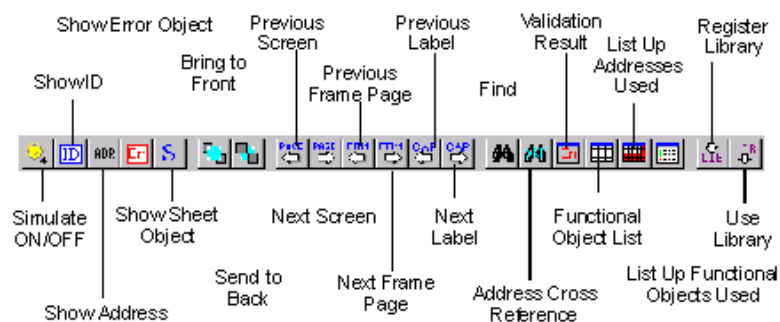 Show Error Object
Previous
Screen
Previous
Label
Validation
Result
Register
Library
Bring to
Front
List Up
Addresses
Used
ShowID
Previous
Frame Page
Find
ID
ADR
Er
S
PAGE
PAGE
CAP
CAP
LIB
Simulate
ON/OFF
Show Sheet
Object
Next Screen
Next
Label
Functional
Object List
Use
Library
Send to
Back
Next Frame
Page
Address Cross
Reference
List Up Functional
Objects Used
Show Address